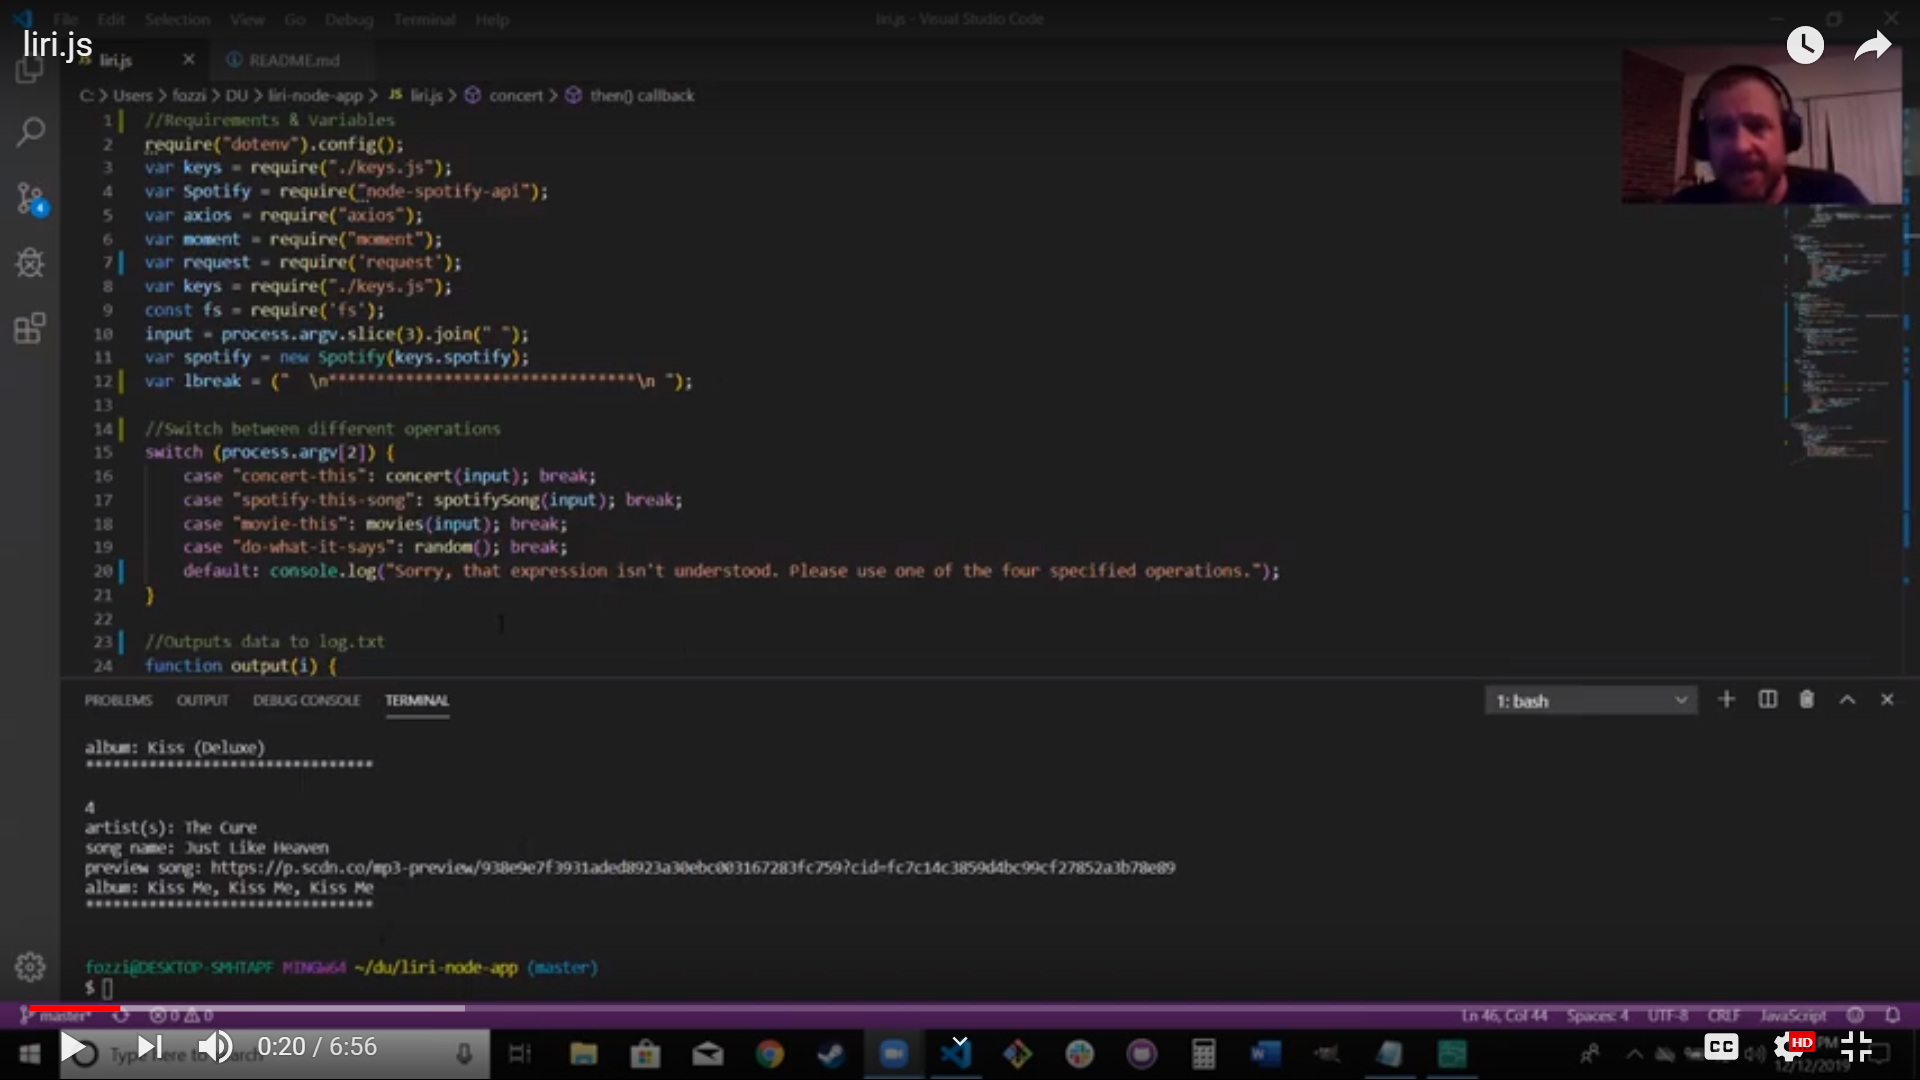 File Edit Selection View Go Debug Terminal Help
liri.js - Visual Studio Code
liri.js
liri.js
README.md
C: > Users > fozzi > DU > liri-node-app > JS liri.js > concert > then() callback
1 //Requirements & Variables
2 require("dotenv").config();
3 var keys = require("./keys.js");
4 var Spotify = require("node-spotify-api");
5 var axios = require("axios");
6 var moment = require("moment");
7 var request = require('request');
8 var keys = require("./keys.js");
9 const fs = require('fs');
10 input = process.argv.slice(3).join(" ");
11 var spotify = new Spotify(keys.spotify);
12 var lbreak = ("  \n********************************\n ");
13
14 //Switch between different operations
15 switch (process.argv[2]) {
16 case "concert-this": concert(input); break;
17 case "spotify-this-song": spotifySong(input); break;
18 case "movie-this": movies(input); break;
19 case "do-what-it-says": random(); break;
20 default: console.log("Sorry, that expression isn't understood. Please use one of the four specified operations.");
21 }
22
23 //Outputs data to log.txt
24 function output(i) {
4
PROBLEMS OUTPUT DEBUG CONSOLE TERMINAL
1: bash
album: Kiss (Deluxe)
********************************
4
artist(s): The Cure
song name: Just Like Heaven
preview song: https://p.scdn.co/mp3-preview/938e9e7f3931aded8923a30ebc003167283fc759?cid=fc7c14c3859d4bc99cf27852a3b78e89
album: Kiss Me, Kiss Me, Kiss Me
********************************
fozzi@DESKTOP-SMHTAPF MINGW64 ~/du/liri-node-app (master)
$
master* 0 0
Ln 46, Col 44 Spaces: 4 UTF-8 CRLF JavaScript
Type here to search
0:20 / 6:56
CC
HD
PM
12/12/2019